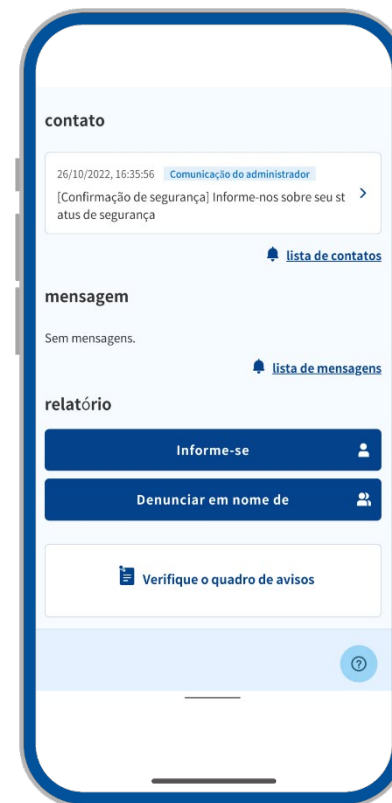 contato
26/10/2022, 16:35:56 Comunicação do administrador
[Confirmação de segurança] Informe-nos sobre seu st
atus de segurança
lista de contatos
mensagem
Sem mensagens.
lista de mensagens
relatório
Informe-se
Denunciar em nome de
Verifique o quadro de avisos
?